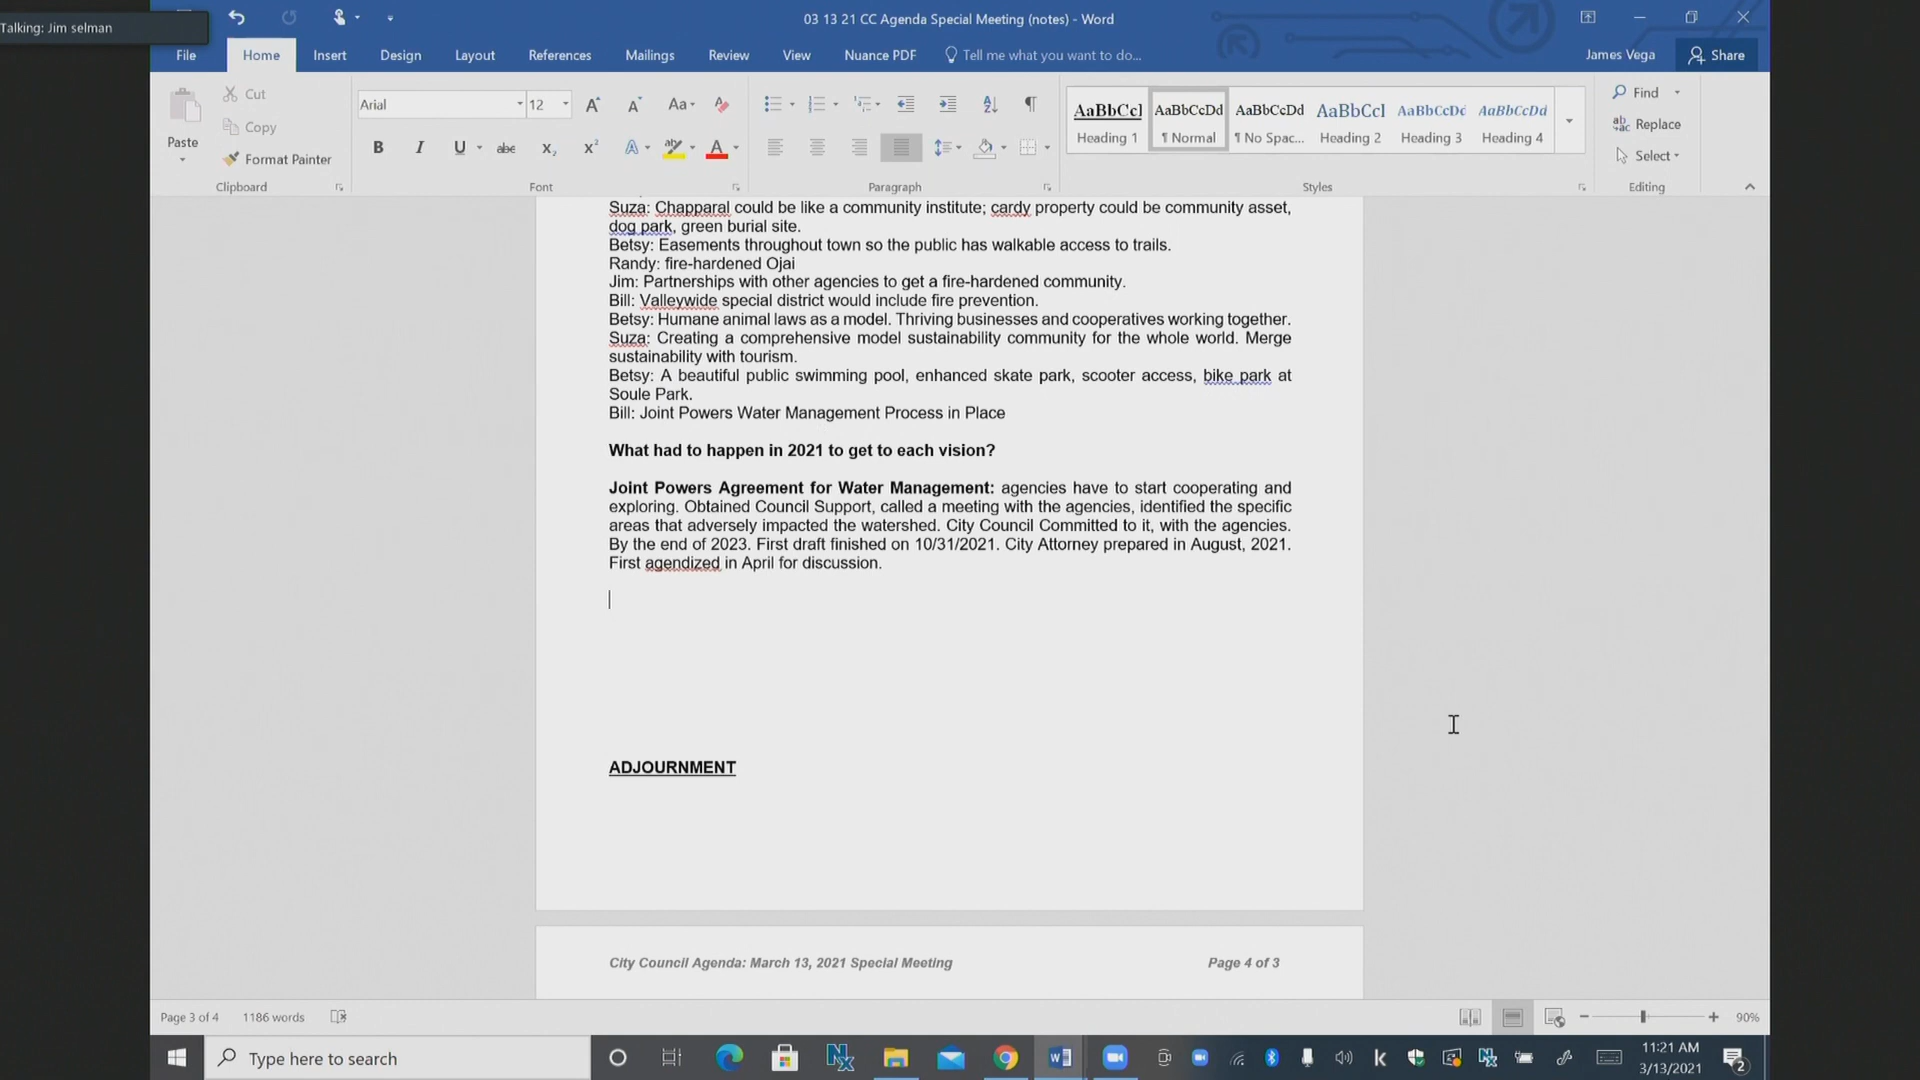 Talking: Jim selman
03 13 21 CC Agenda Special Meeting (notes) - Word
File Home Insert Design Layout References Mailings Review View Nuance PDF Tell me what you want to do... James Vega Share
Paste
Cut
Copy
Format Painter
Clipboard
Arial 12
Aa
B I U abc X₂ X² A ab A
Font
Paragraph
AaBbCcI AaBbCcDd AaBbCcDd AaBbCcI AaBbCcDc AaBbCcDd
Heading 1 ¶ Normal ¶ No Spac... Heading 2 Heading 3 Heading 4
Styles
Find
Replace
Select
Editing
Suza: Chapparal could be like a community institute; cardy property could be community asset,
dog park, green burial site.
Betsy: Easements throughout town so the public has walkable access to trails.
Randy: fire-hardened Ojai
Jim: Partnerships with other agencies to get a fire-hardened community.
Bill: Valleywide special district would include fire prevention.
Betsy: Humane animal laws as a model. Thriving businesses and cooperatives working together.
Suza: Creating a comprehensive model sustainability community for the whole world. Merge
sustainability with tourism.
Betsy: A beautiful public swimming pool, enhanced skate park, scooter access, bike park at
Soule Park.
Bill: Joint Powers Water Management Process in Place
What had to happen in 2021 to get to each vision?
Joint Powers Agreement for Water Management: agencies have to start cooperating and
exploring. Obtained Council Support, called a meeting with the agencies, identified the specific
areas that adversely impacted the watershed. City Council Committed to it, with the agencies.
By the end of 2023. First draft finished on 10/31/2021. City Attorney prepared in August, 2021.
First agendized in April for discussion.
ADJOURNMENT
City Council Agenda: March 13, 2021 Special Meeting Page 4 of 3
Page 3 of 4 1186 words 90%
Type here to search
11:21 AM
3/13/2021
2